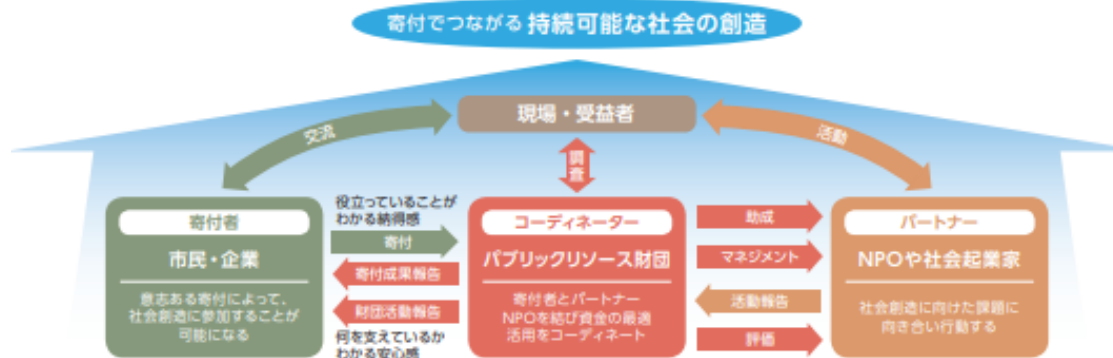 寄付でつながる 持続可能な社会の創造
現場・受益者
交流
調査
活動
寄付者
市民・企業
意志ある寄付によって、
社会創造に参加することが
可能になる
役立っていることが
わかる納得感
寄付
寄付成果報告
財団活動報告
何を支えているか
わかる安心感
コーディネーター
パブリックリソース財団
寄付者とパートナー
NPOを結び資金の最適
活用をコーディネート
助成
マネジメント
活動報告
評価
パートナー
NPOや社会起業家
社会創造に向けた課題に
向き合い行動する